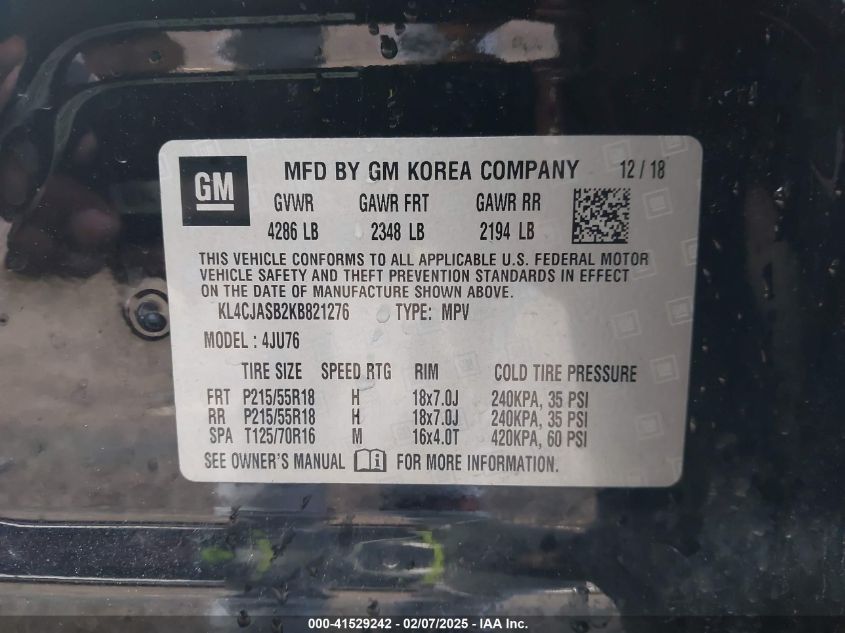 GM
MFD BY GM KOREA COMPANY 12/18
GVWR GAWR FRT GAWR RR
4286 LB 2348 LB 2194 LB
THIS VEHICLE CONFORMS TO ALL APPLICABLE U.S. FEDERAL MOTOR
VEHICLE SAFETY AND THEFT PREVENTION STANDARDS IN EFFECT
ON THE DATE OF MANUFACTURE SHOWN ABOVE.
KL4CJASB2KB821276 TYPE: MPV
MODEL: 4JU76
TIRE SIZE SPEED RTG RIM COLD TIRE PRESSURE
FRT P215/55R18 H 18x7.0J 240KPA, 35 PSI
RR P215/55R18 H 18x7.0J 240KPA, 35 PSI
SPA T125/70R16 M 16x4.0T 420KPA, 60 PSI
SEE OWNER'S MANUAL i FOR MORE INFORMATION.
000-41529242 - 02/07/2025 - IAAI.com